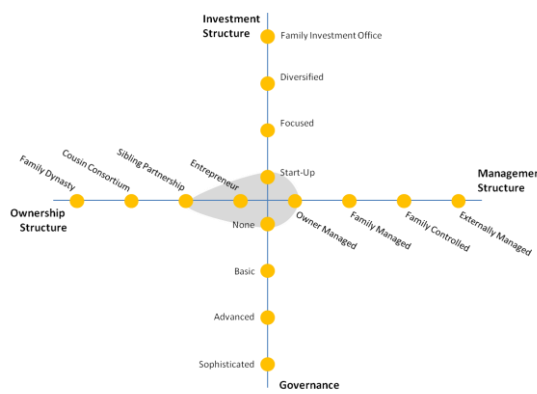 Investment
Structure
Family Investment Office
Diversified
Focused
Start-Up
Entrepreneur
Sibling Partnership
Cousin Consortium
Family Dynasty
Management
Structure
Ownership
Structure
None
Owner Managed
Family Managed
Family Controlled
Externally Managed
Basic
Advanced
Sophisticated
Governance